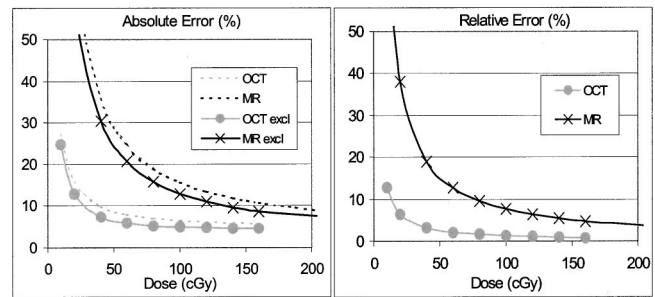 Absolute Error (%)
50
40
30
20
10
0
OCT
MR
OCT excl
MR excl
0 50 100 150 200
Dose (cGy)
Relative Error (%)
50
40
30
20
10
0
OCT
MR
0 50 100 150 200
Dose (cGy)